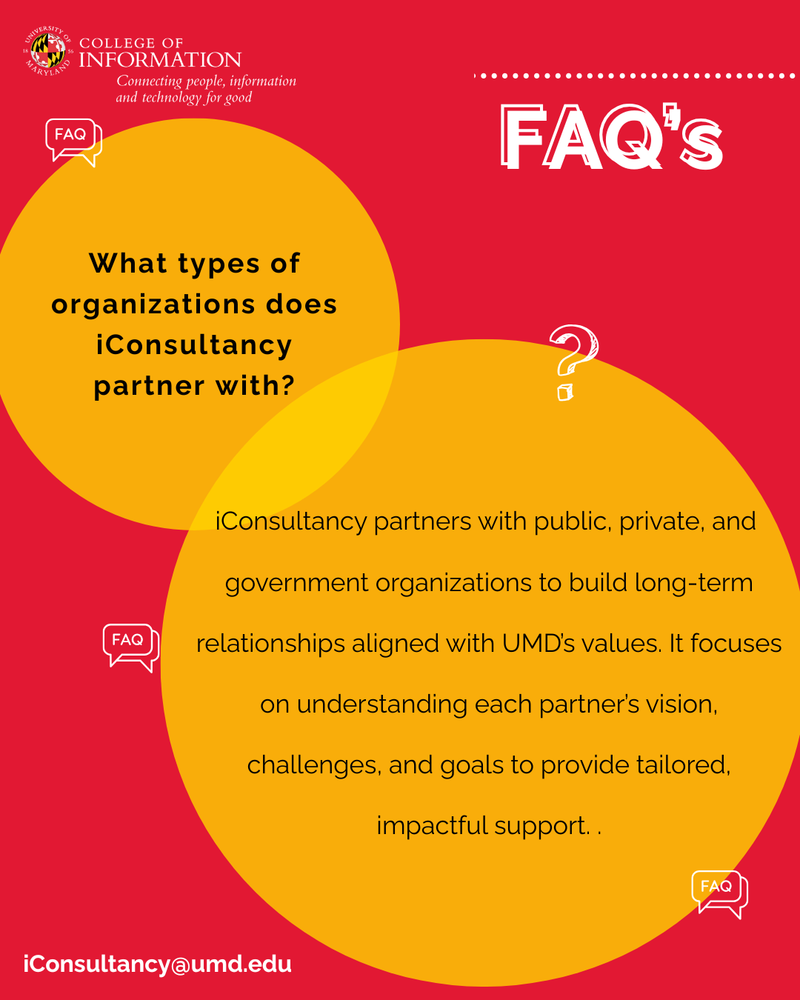 UNIVERSITY OF
18 56
MARYLAND
COLLEGE OF
INFORMATION
Connecting people, information
and technology for good
FAQ's
FAQ
What types of
organizations does
iConsultancy
partner with?
?
iConsultancy partners with public, private, and
government organizations to build long-term
relationships aligned with UMD’s values. It focuses
on understanding each partner’s vision,
challenges, and goals to provide tailored,
impactful support. .
FAQ
FAQ
iConsultancy@umd.edu